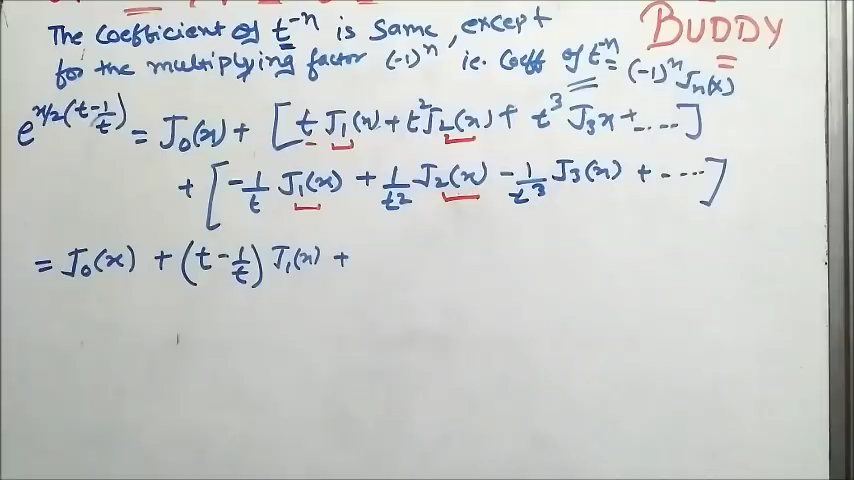 The coefficient of t^-n is same, except BUDDY
for the multiplying factor (-1)^n ie. coeff of t^-n = (-1)^n J_n(x)
e^x/2(t-1/t) = J_0(x) + [t J_1(x) + t^2 J_2(x) + t^3 J_3 x + ....]
+ [-1/t J_1(x) + 1/t^2 J_2(x) - 1/t^3 J_3(x) + ....]
= J_0(x) + (t - 1/t) J_1(x) +